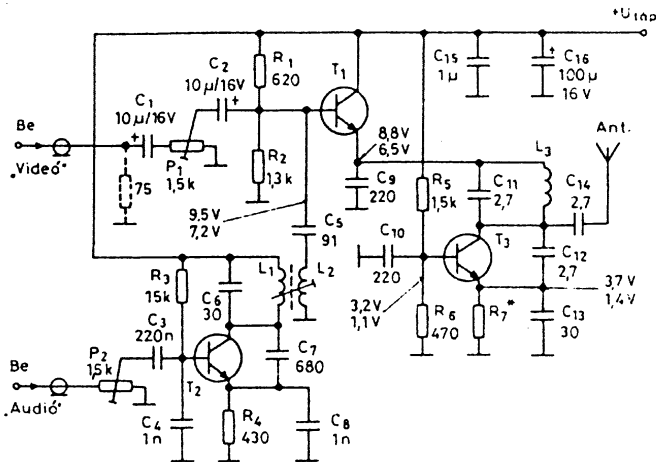 +Utáp
C15
1µ
C16
100µ
16V
R1
620
T1
C2
10µ/16V
C1
10µ/16V
Be
„Videó"
P1
1,5k
75
R2
1,3k
8,8V
6,5V
C9
220
R5
1,5k
C11
2,7
L3
Ant.
C14
2,7
9,5V
7,2V
C5
91
C10
220
T3
C12
2,7
3,7V
1,4V
3,2V
1,1V
R6
470
R7*
C13
30
R3
15k
C6
30
L1
L2
C3
220n
P2
1,5k
Be
„Audió"
T2
C7
680
C4
1n
R4
430
C8
1n